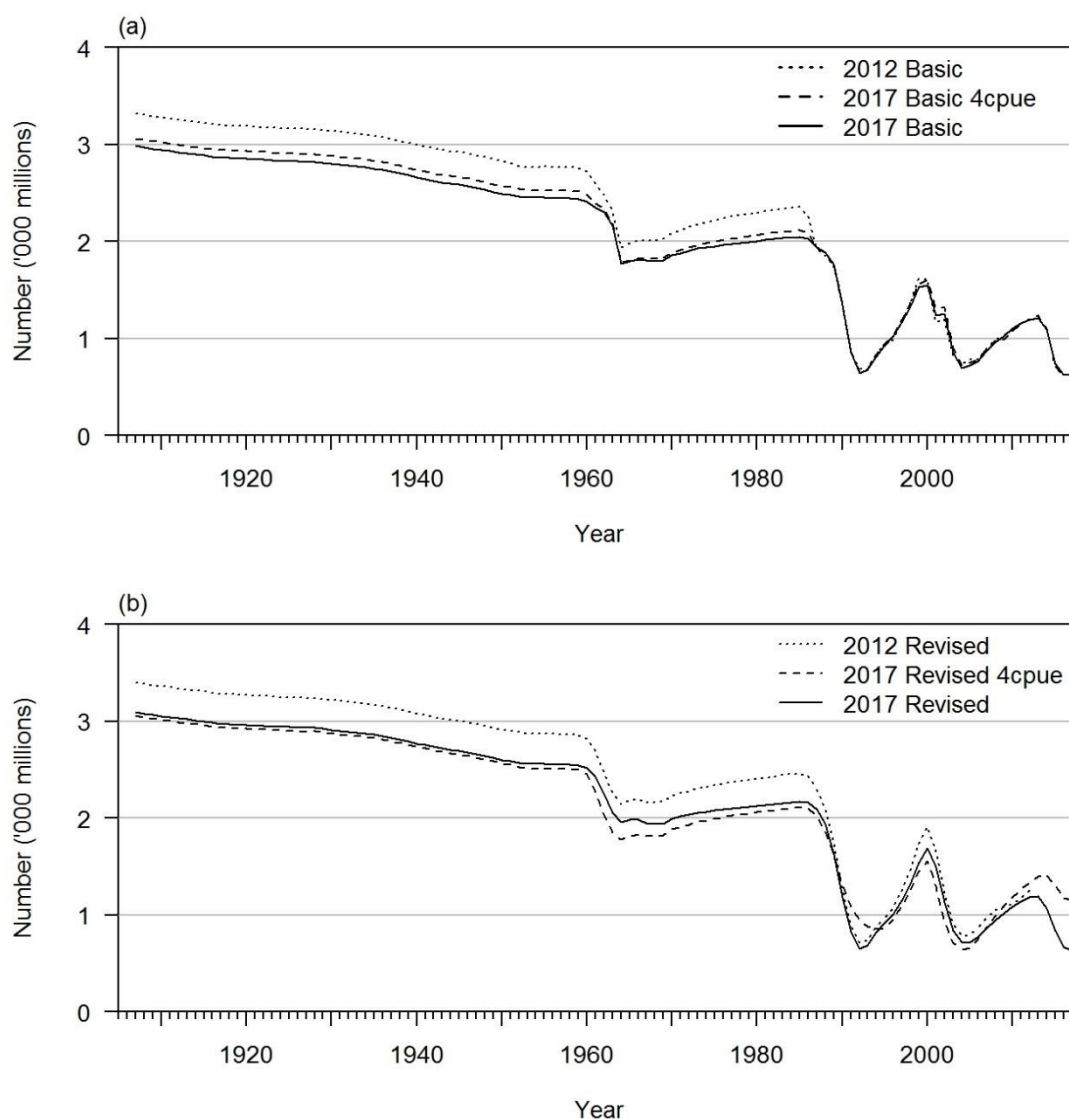 (a)
4
3
2
1
0
Number ('000 millions)
2012 Basic
2017 Basic 4cpue
2017 Basic
1920 1940 1960 1980 2000
Year
(b)
4
3
2
1
0
Number ('000 millions)
2012 Revised
2017 Revised 4cpue
2017 Revised
1920 1940 1960 1980 2000
Year